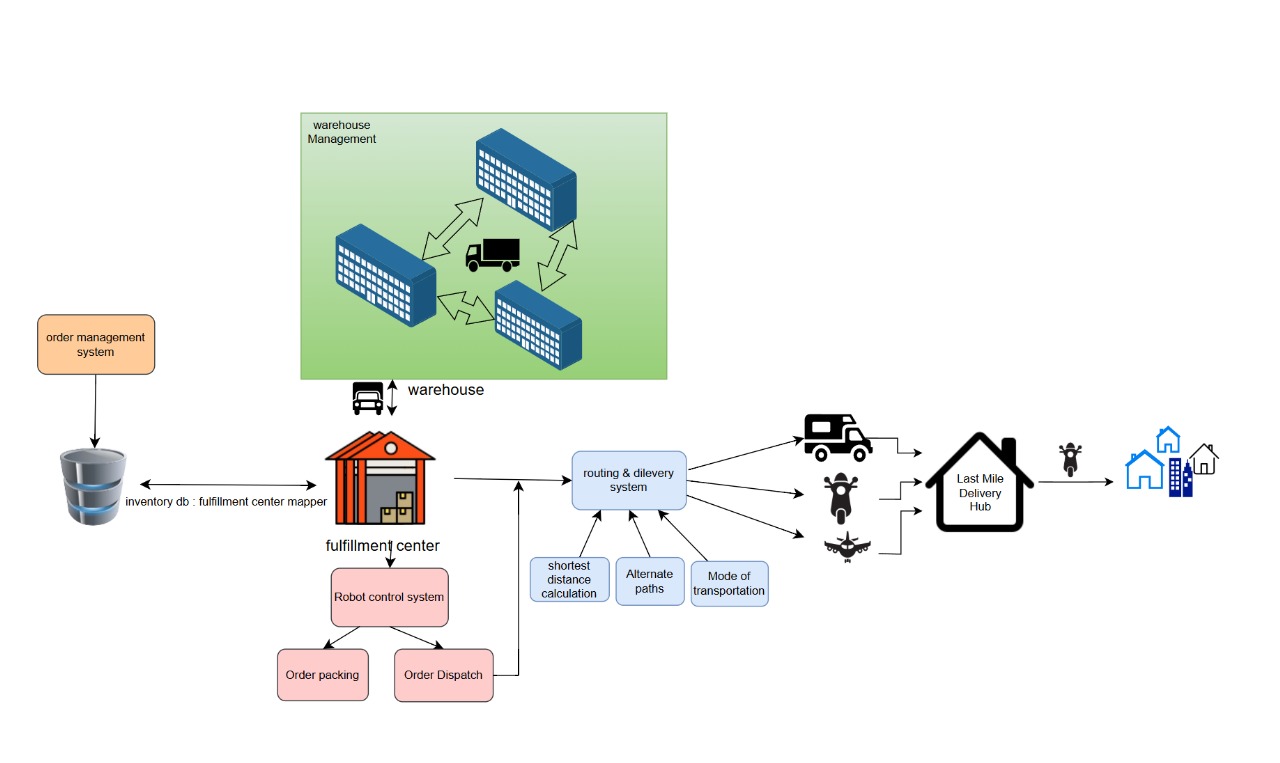 warehouse
Management
order management
system
warehouse
inventory db : fulfillment center mapper
fulfillment center
routing & dilevery
system
Last Mile
Delivery
Hub
shortest
distance
calculation
Alternate
paths
Mode of
transportation
Robot control system
Order packing
Order Dispatch